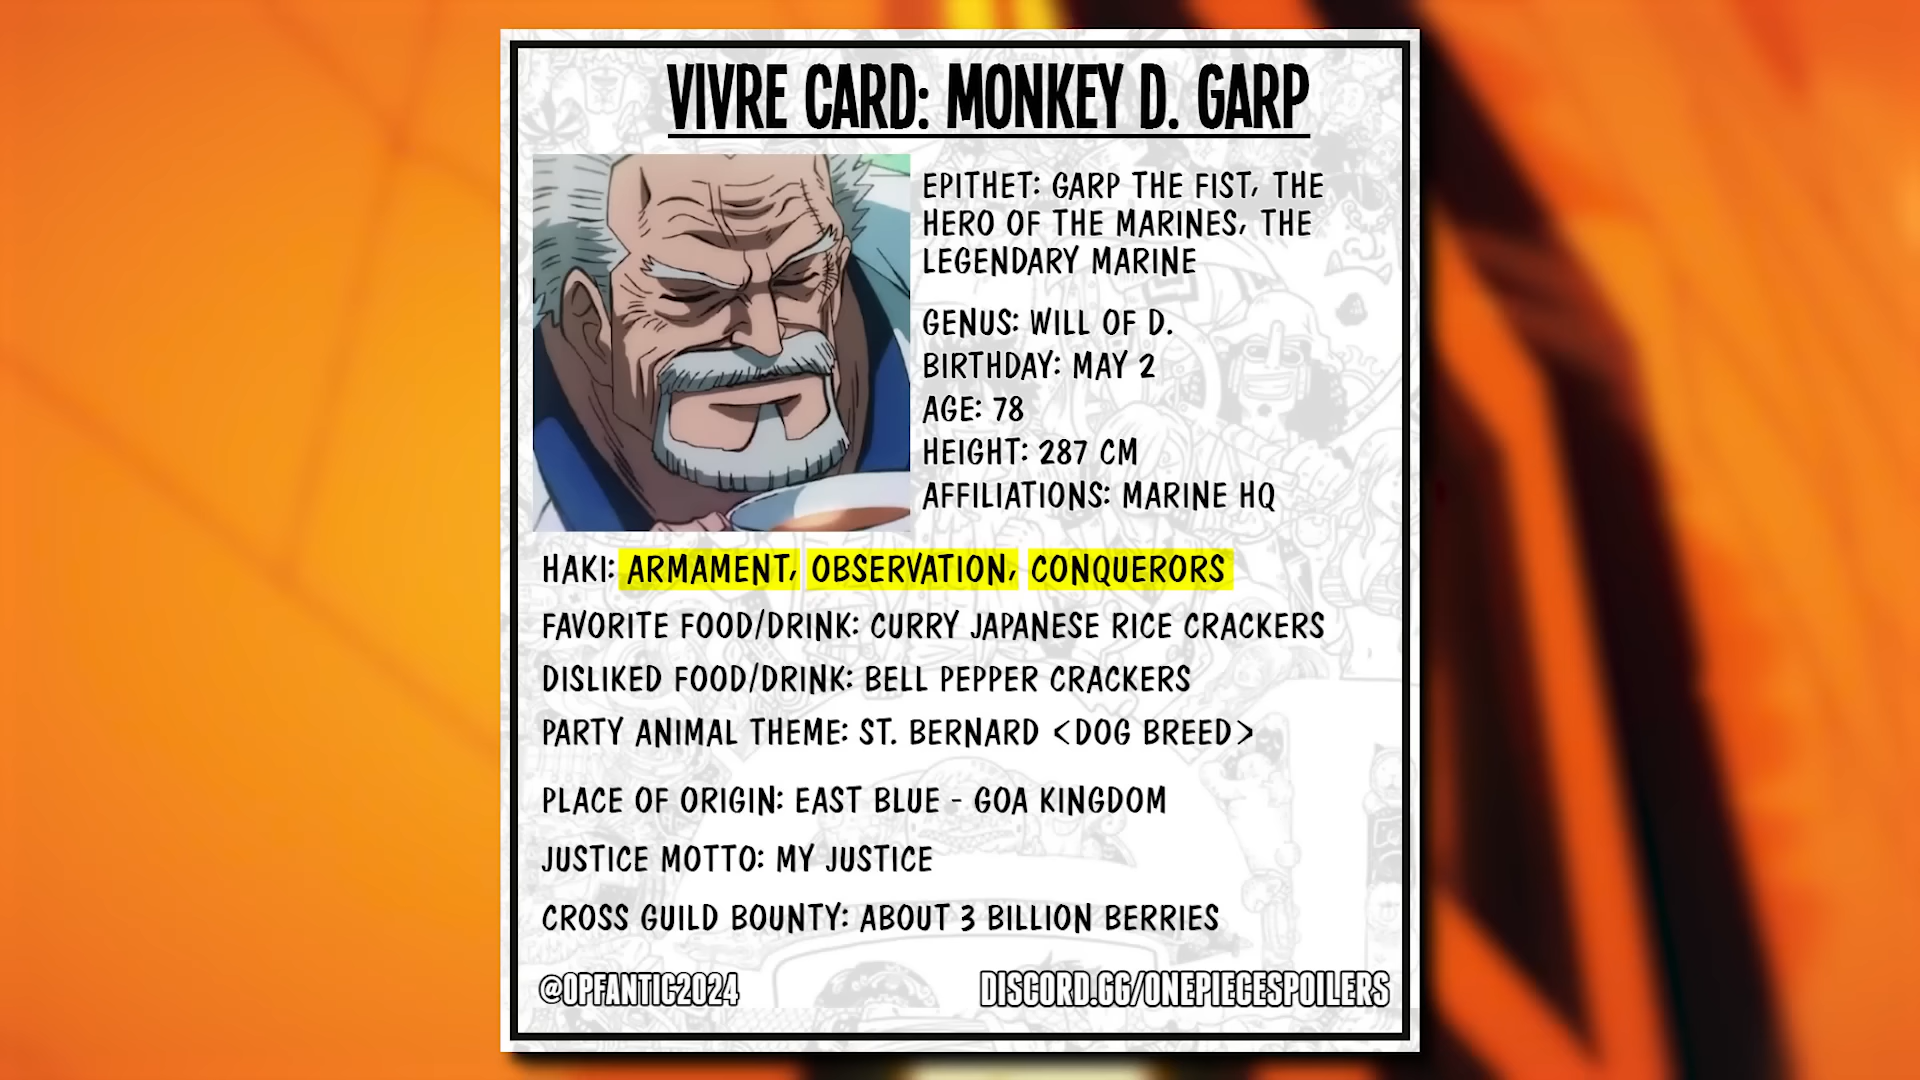 VIVRE CARD: MONKEY D. GARP
EPITHET: GARP THE FIST, THE
HERO OF THE MARINES, THE
LEGENDARY MARINE
GENUS: WILL OF D.
BIRTHDAY: MAY 2
AGE: 78
HEIGHT: 287 CM
AFFILIATIONS: MARINE HQ
HAKI: ARMAMENT, OBSERVATION, CONQUERORS
FAVORITE FOOD/DRINK: CURRY JAPANESE RICE CRACKERS
DISLIKED FOOD/DRINK: BELL PEPPER CRACKERS
PARTY ANIMAL THEME: ST. BERNARD <DOG BREED>
PLACE OF ORIGIN: EAST BLUE - GOA KINGDOM
JUSTICE MOTTO: MY JUSTICE
CROSS GUILD BOUNTY: ABOUT 3 BILLION BERRIES
@OPFANTIC2024
DISCORD.GG/ONEPIECESPOILERS